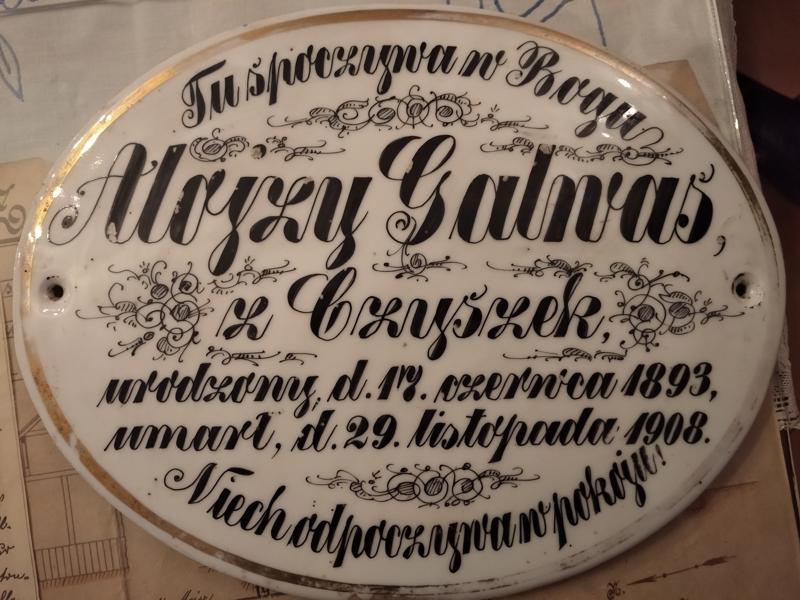 Tu spoczywa w Bogu
Alojzy Galwas,
z Czyszek,
urodzony, d. 17. czerwca 1893,
umarł, d. 29. listopada 1908.
Niech odpoczywa w pokoju!